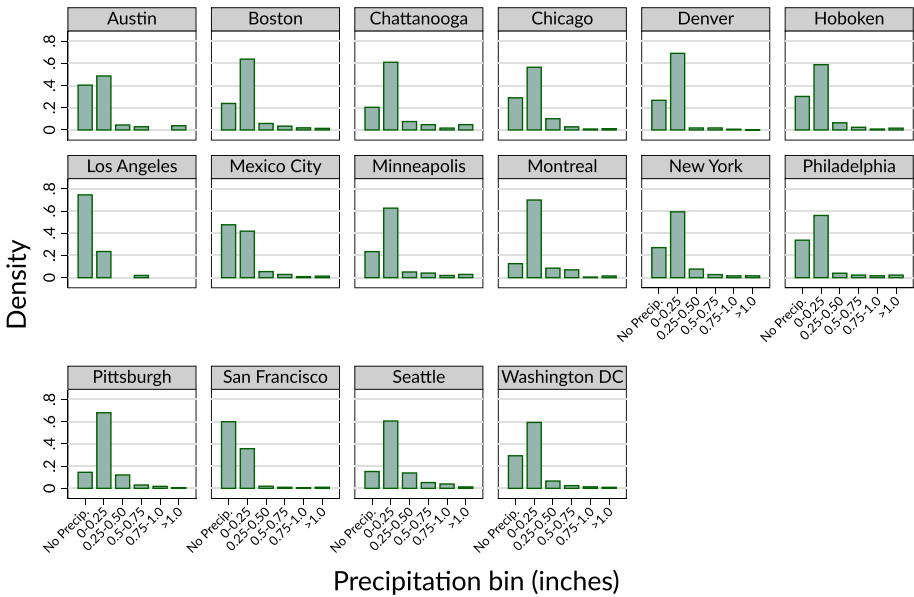 Austin Boston Chattanooga Chicago Denver Hoboken
.8
.6
.4
.2
0
Los Angeles Mexico City Minneapolis Montreal New York Philadelphia
.8
.6
.4
.2
0
No Precip. 0-0.25 0.25-0.50 0.5-0.75 0.75-1.0 >1.0 No Precip. 0-0.25 0.25-0.50 0.5-0.75 0.75-1.0 >1.0
Density
Pittsburgh San Francisco Seattle Washington DC
.8
.6
.4
.2
0
No Precip. 0-0.25 0.25-0.50 0.5-0.75 0.75-1.0 >1.0 No Precip. 0-0.25 0.25-0.50 0.5-0.75 0.75-1.0 >1.0 No Precip. 0-0.25 0.25-0.50 0.5-0.75 0.75-1.0 >1.0 No Precip. 0-0.25 0.25-0.50 0.5-0.75 0.75-1.0 >1.0
Precipitation bin (inches)